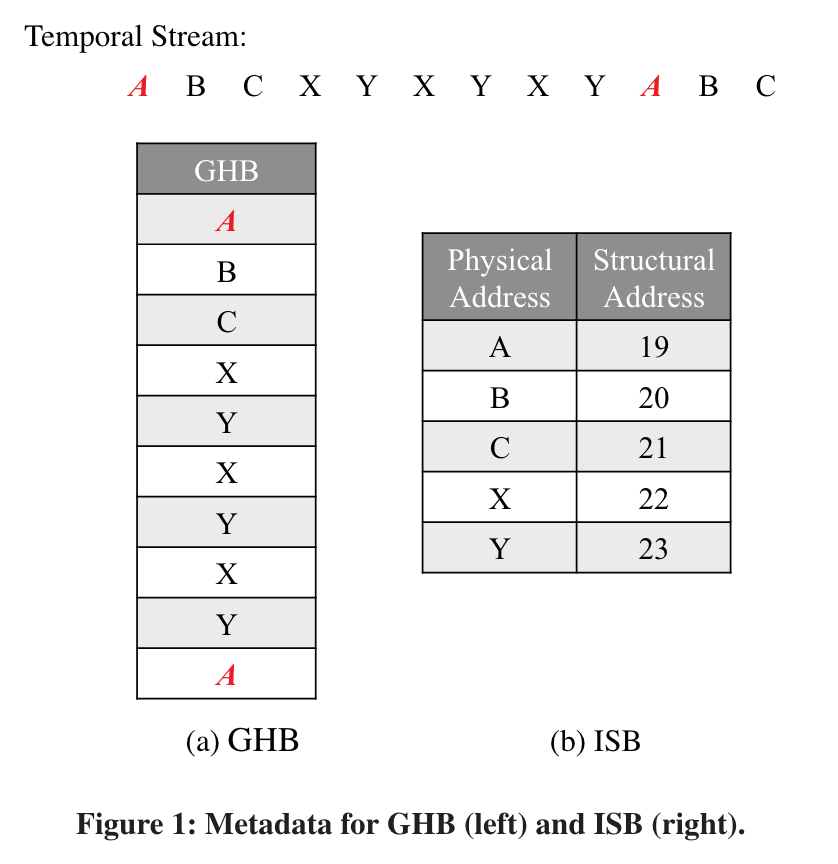 Temporal Stream:
A B C X Y X Y X Y A B C
GHB
A
B
C
X
Y
X
Y
X
Y
A
(a) GHB
Physical Address Structural Address
A 19
B 20
C 21
X 22
Y 23
(b) ISB
Figure 1: Metadata for GHB (left) and ISB (right).